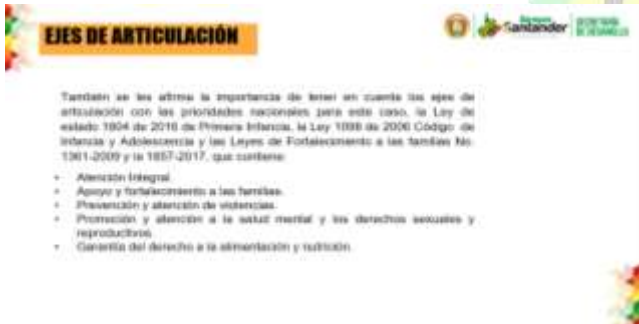 EJES DE ARTICULACIÓN
Santander
También se les afirma la importancia de tener en cuenta los ejes de
articulación con las prioridades nacionales para este caso, la Ley de
estado 1804 de 2016 de Primera Infancia, la Ley 1098 de 2006 Código de
Infancia y Adolescencia y las Leyes de Fortalecimiento a las familias No.
1361-2009 y la 1857-2017, que contiene:
• Atención Integral.
• Apoyo y fortalecimiento a las familias.
• Prevención y atención de violencias.
• Promoción y atención a la salud mental y los derechos sexuales y
reproductivos.
• Garantía del derecho a la alimentación y nutrición.